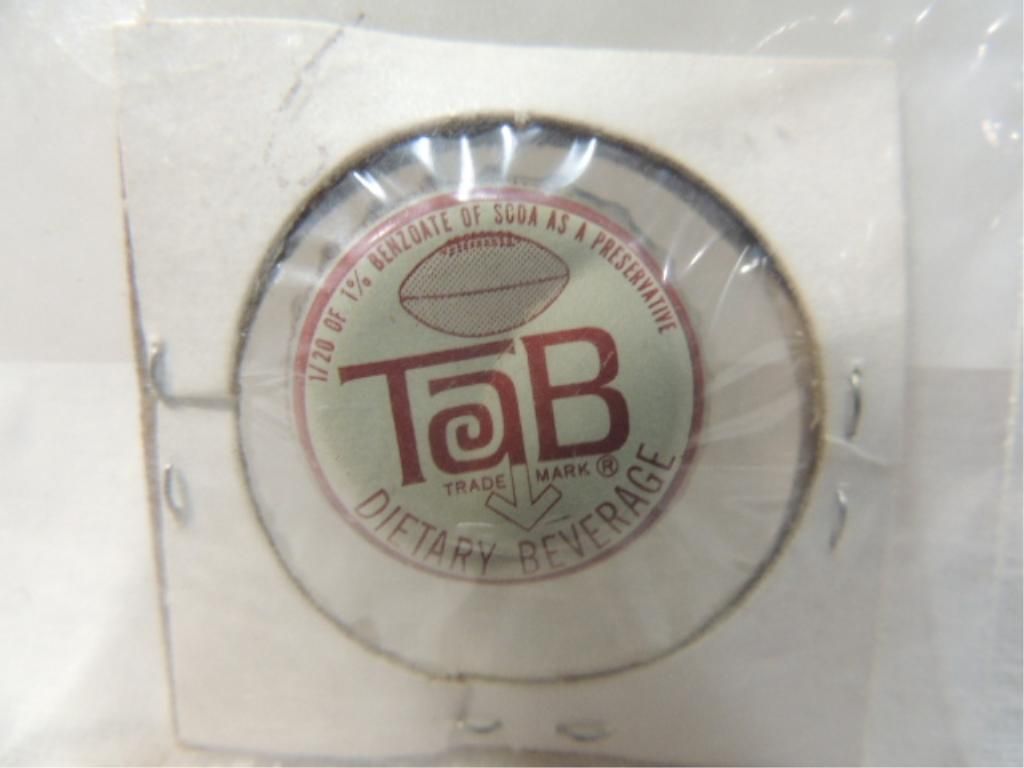 1/20 OF 1% BENZOATE OF SODA AS A PRESERVATIVE
TaB
TRADE MARK ®
DIETARY BEVERAGE